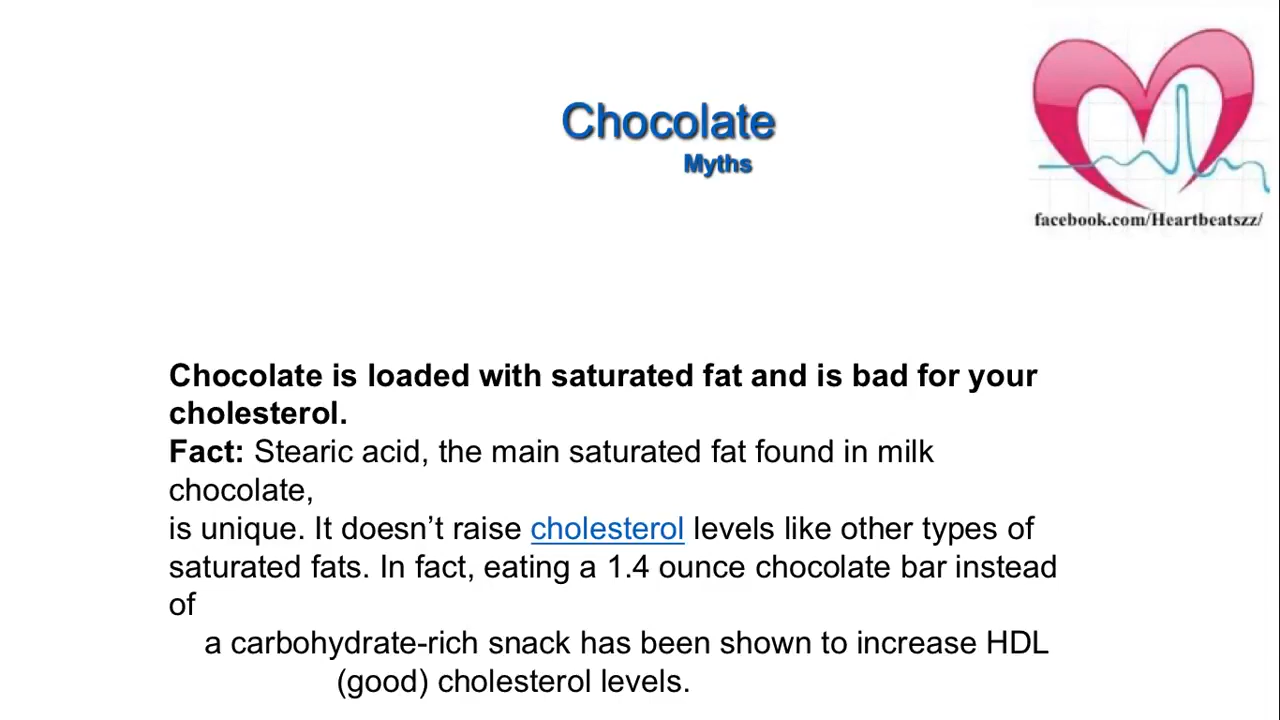 Chocolate
Myths
facebook.com/Heartbeatszz/
Chocolate is loaded with saturated fat and is bad for your
cholesterol.
Fact: Stearic acid, the main saturated fat found in milk
chocolate,
is unique. It doesn’t raise cholesterol levels like other types of
saturated fats. In fact, eating a 1.4 ounce chocolate bar instead
of
a carbohydrate-rich snack has been shown to increase HDL
(good) cholesterol levels.